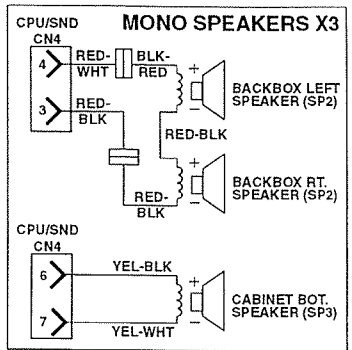 MONO SPEAKERS X3
CPU/SND
CN4
4
RED-
WHT
BLK-
RED
+
−
BACKBOX LEFT
SPEAKER (SP2)
3
RED-
BLK
RED-BLK
+
−
BACKBOX RT.
SPEAKER (SP2)
RED-
BLK
CPU/SND
CN4
6
YEL-BLK
+
−
CABINET BOT.
SPEAKER (SP3)
7
YEL-WHT